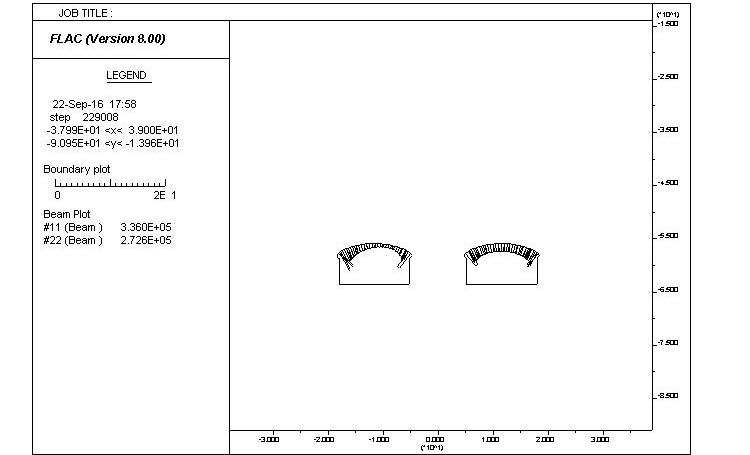 JOB TITLE :
FLAC (Version 8.00)
LEGEND
22-Sep-16 17:58
step 229008
-3.799E+01 <x< 3.900E+01
-9.095E+01 <y< -1.396E+01
Boundary plot
0 2E 1
Beam Plot
#11 (Beam ) 3.360E+05
#22 (Beam ) 2.726E+05
(*10^1)
-1.500
-2.500
-3.500
-4.500
-5.500
-6.500
-7.500
-8.500
-3.000 -2.000 -1.000 0.000 1.000 2.000 3.000
(*10^1)